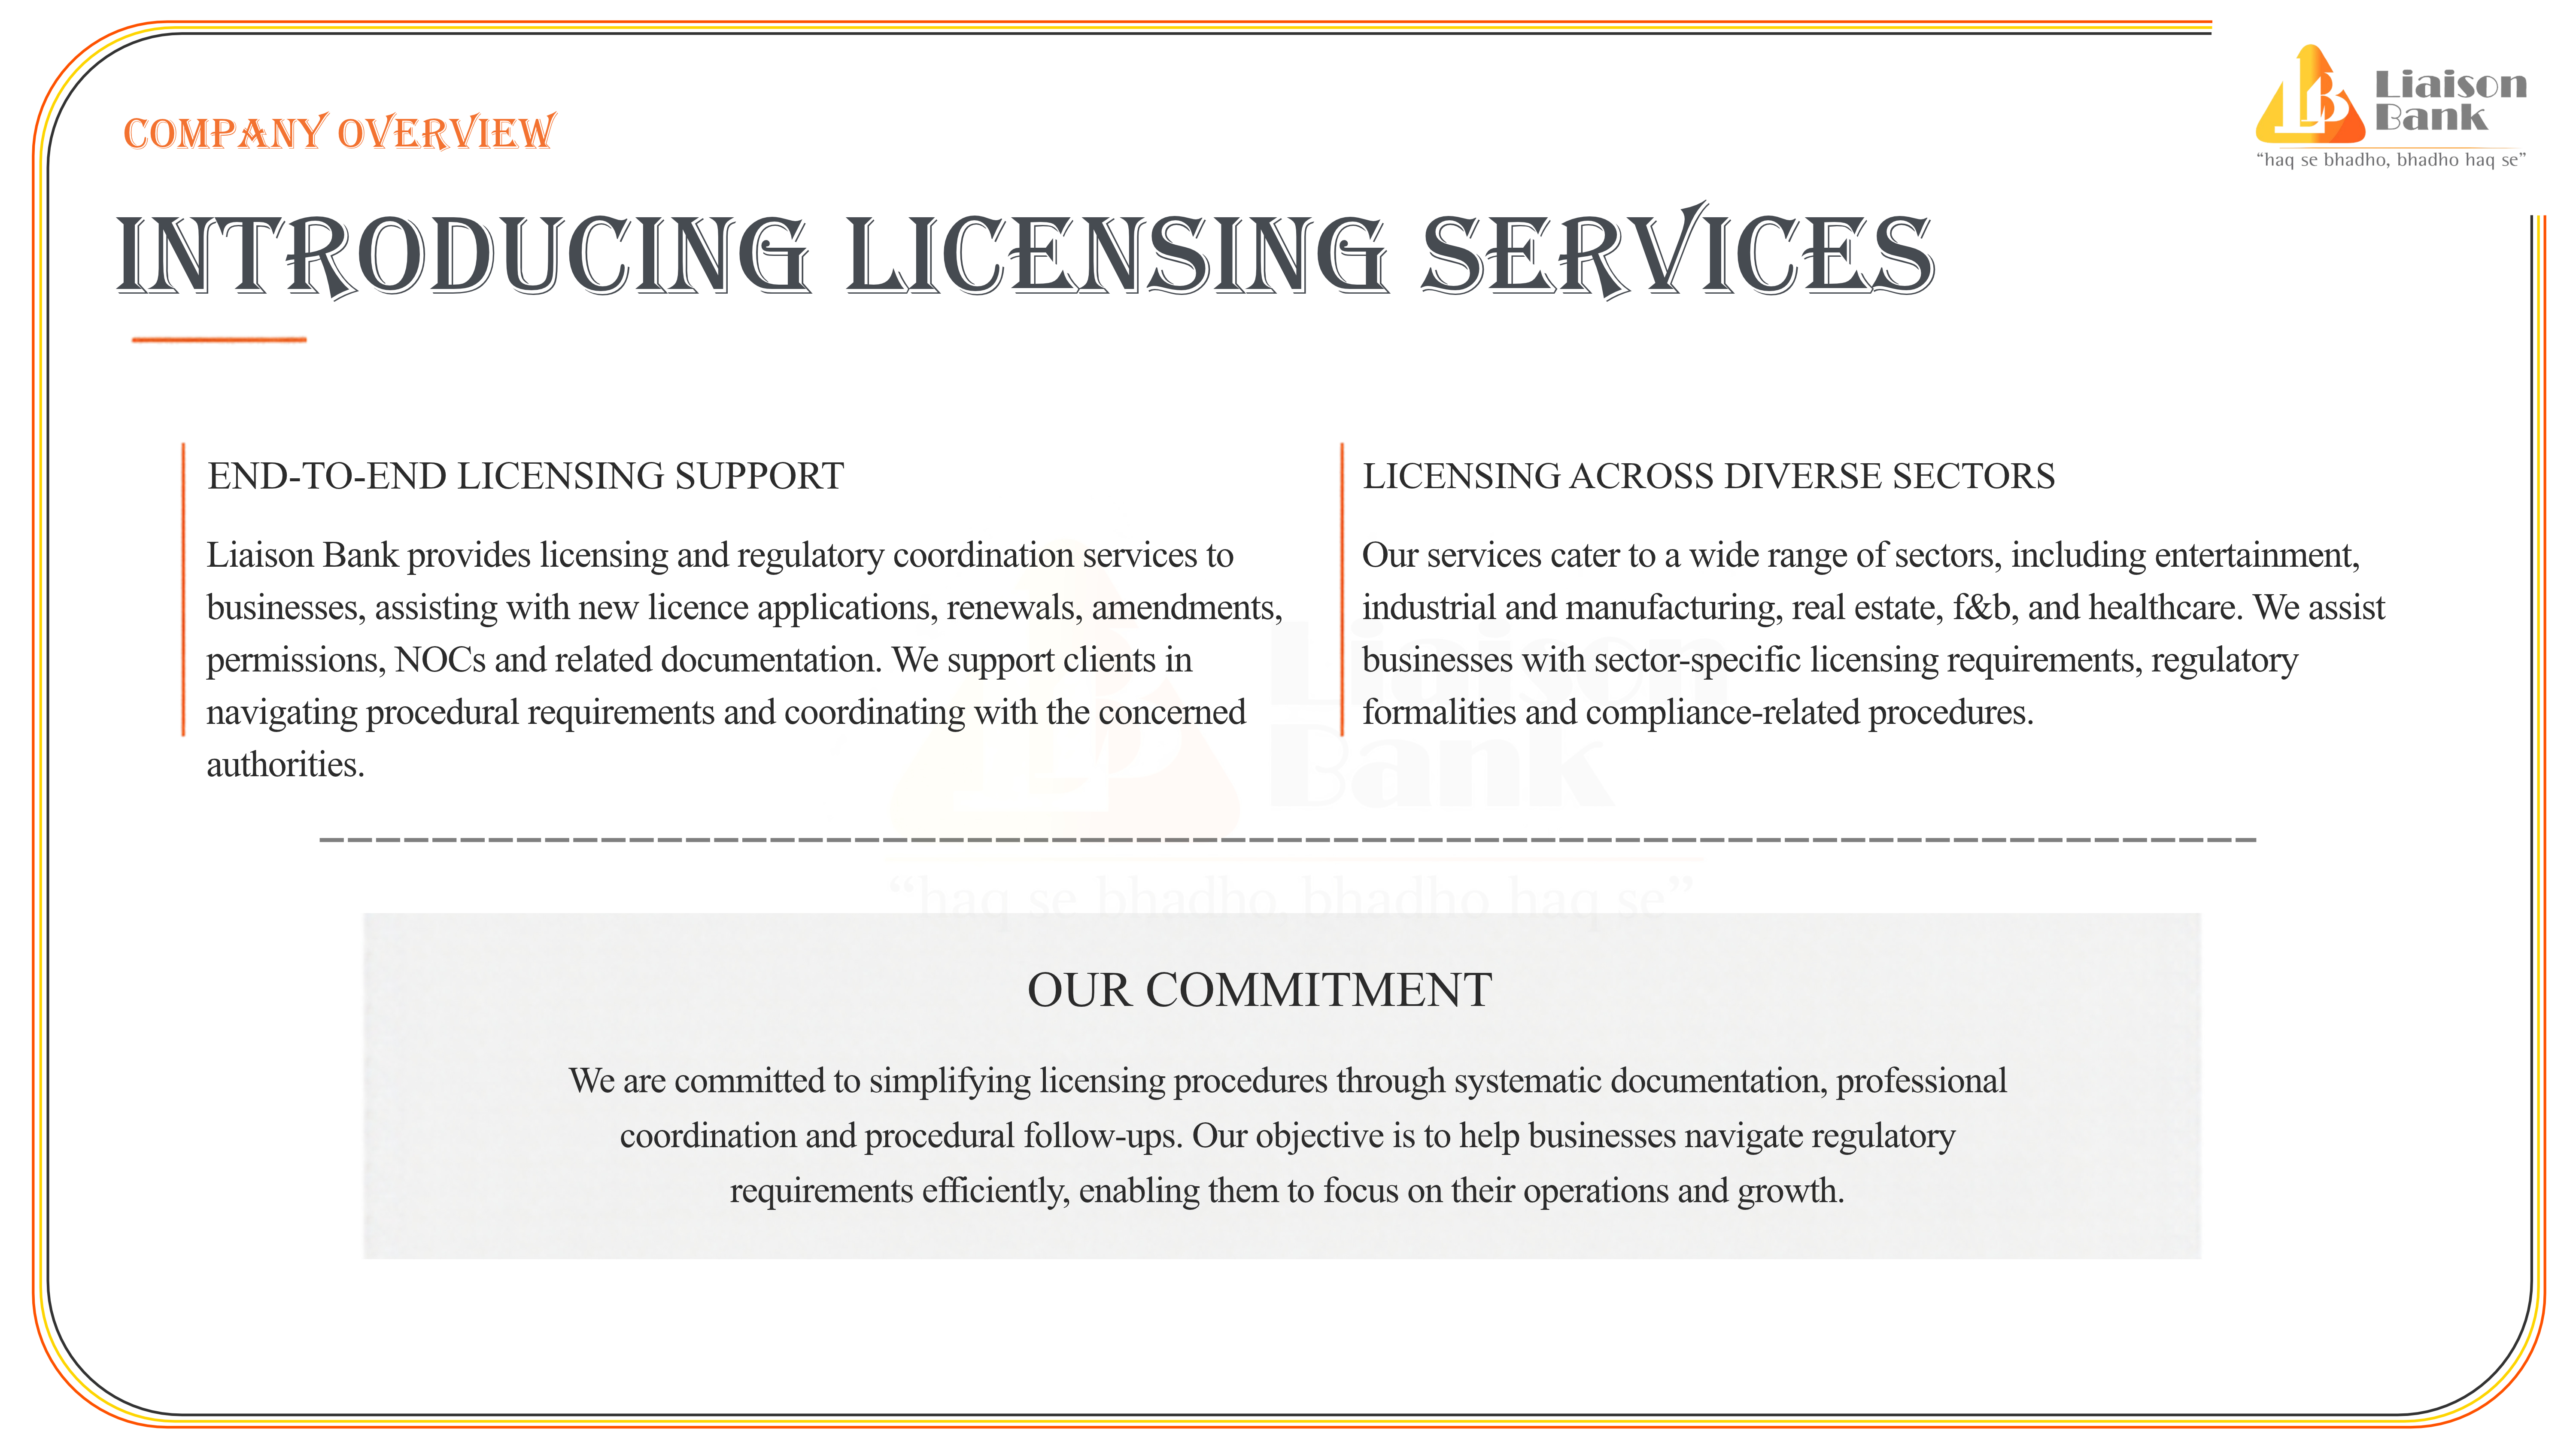 COMPANY OVERVIEW
Liaison
Bank
“haq se bhadho, bhadho haq se”
INTRODUCING LICENSING SERVICES
END-TO-END LICENSING SUPPORT
Liaison Bank provides licensing and regulatory coordination services to
businesses, assisting with new licence applications, renewals, amendments,
permissions, NOCs and related documentation. We support clients in
navigating procedural requirements and coordinating with the concerned
authorities.
LICENSING ACROSS DIVERSE SECTORS
Our services cater to a wide range of sectors, including entertainment,
industrial and manufacturing, real estate, f&b, and healthcare. We assist
businesses with sector-specific licensing requirements, regulatory
formalities and compliance-related procedures.
Liaison
Bank
“haq se bhadho, bhadho haq se”
OUR COMMITMENT
We are committed to simplifying licensing procedures through systematic documentation, professional
coordination and procedural follow-ups. Our objective is to help businesses navigate regulatory
requirements efficiently, enabling them to focus on their operations and growth.